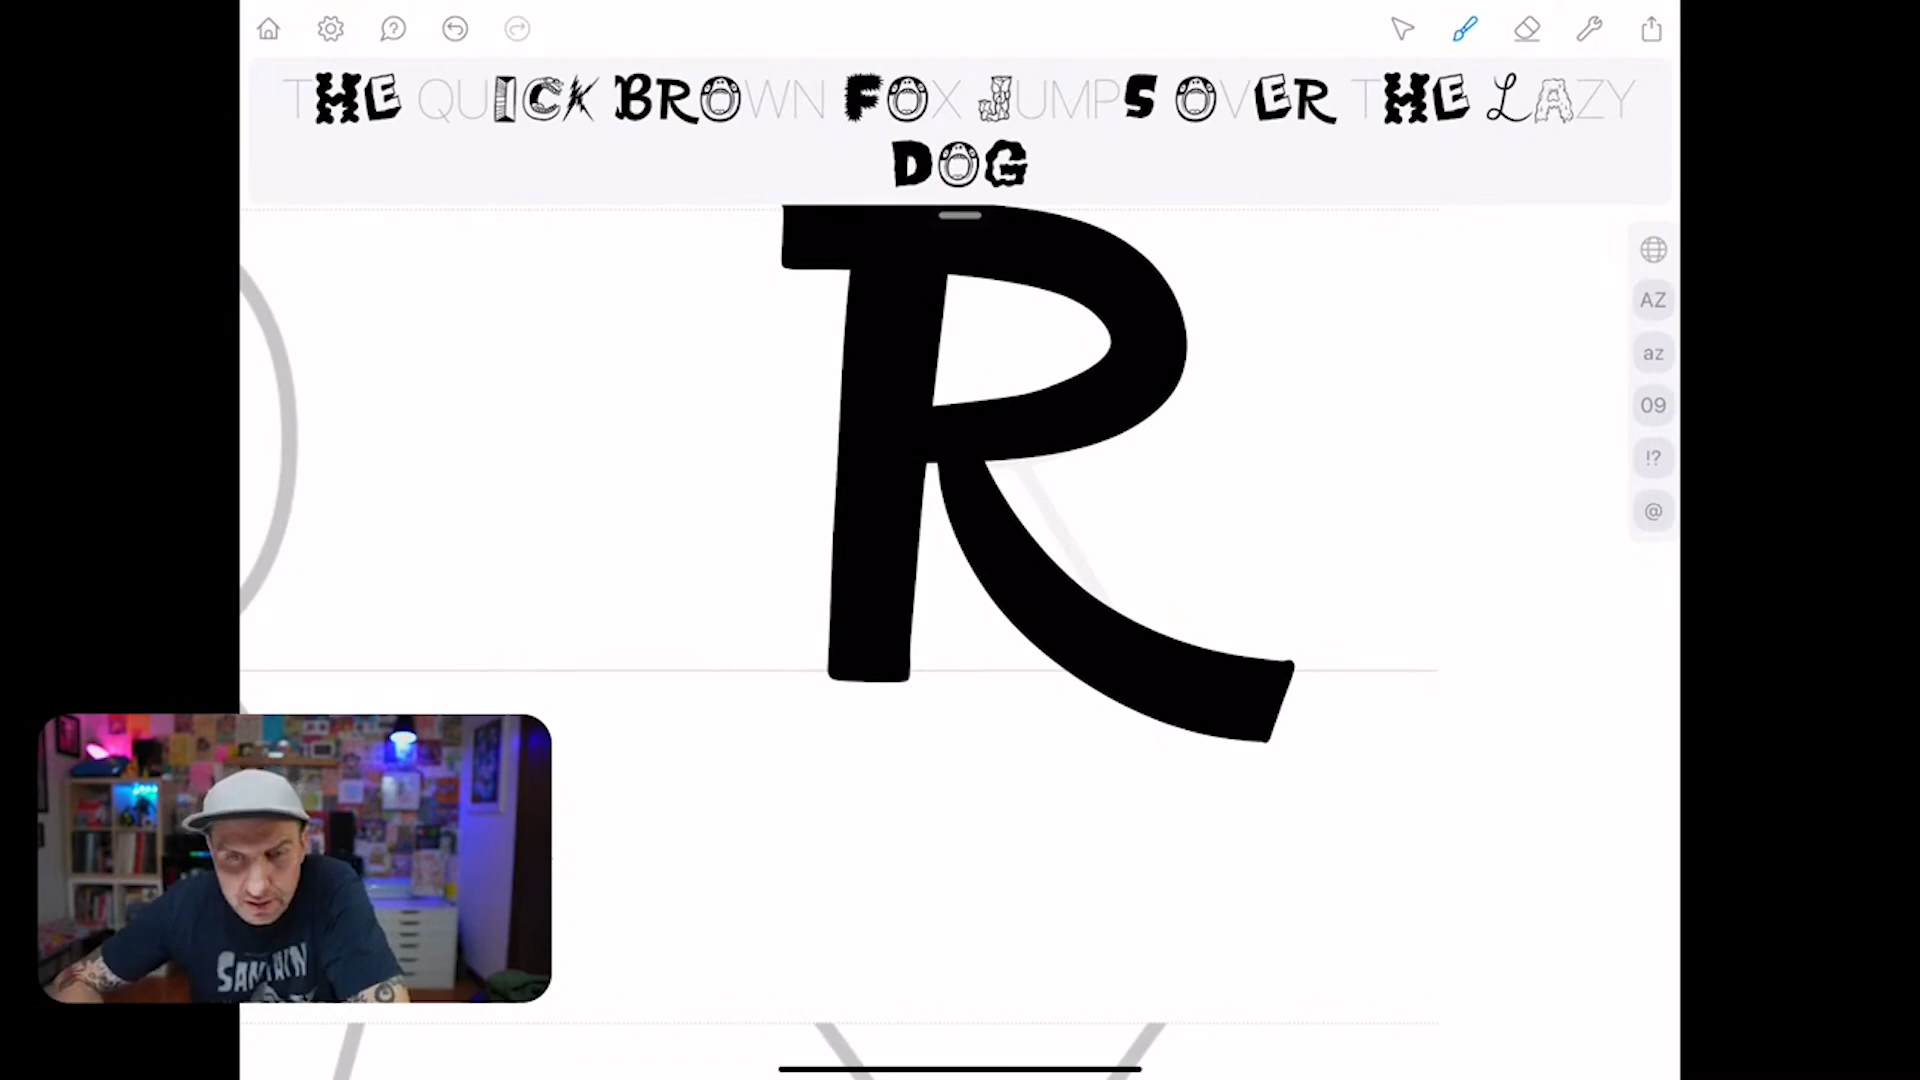 THE QUICK BROWN FOX JUMPS OVER THE LAZY
DOG
R
AZ
az
09
!?
@